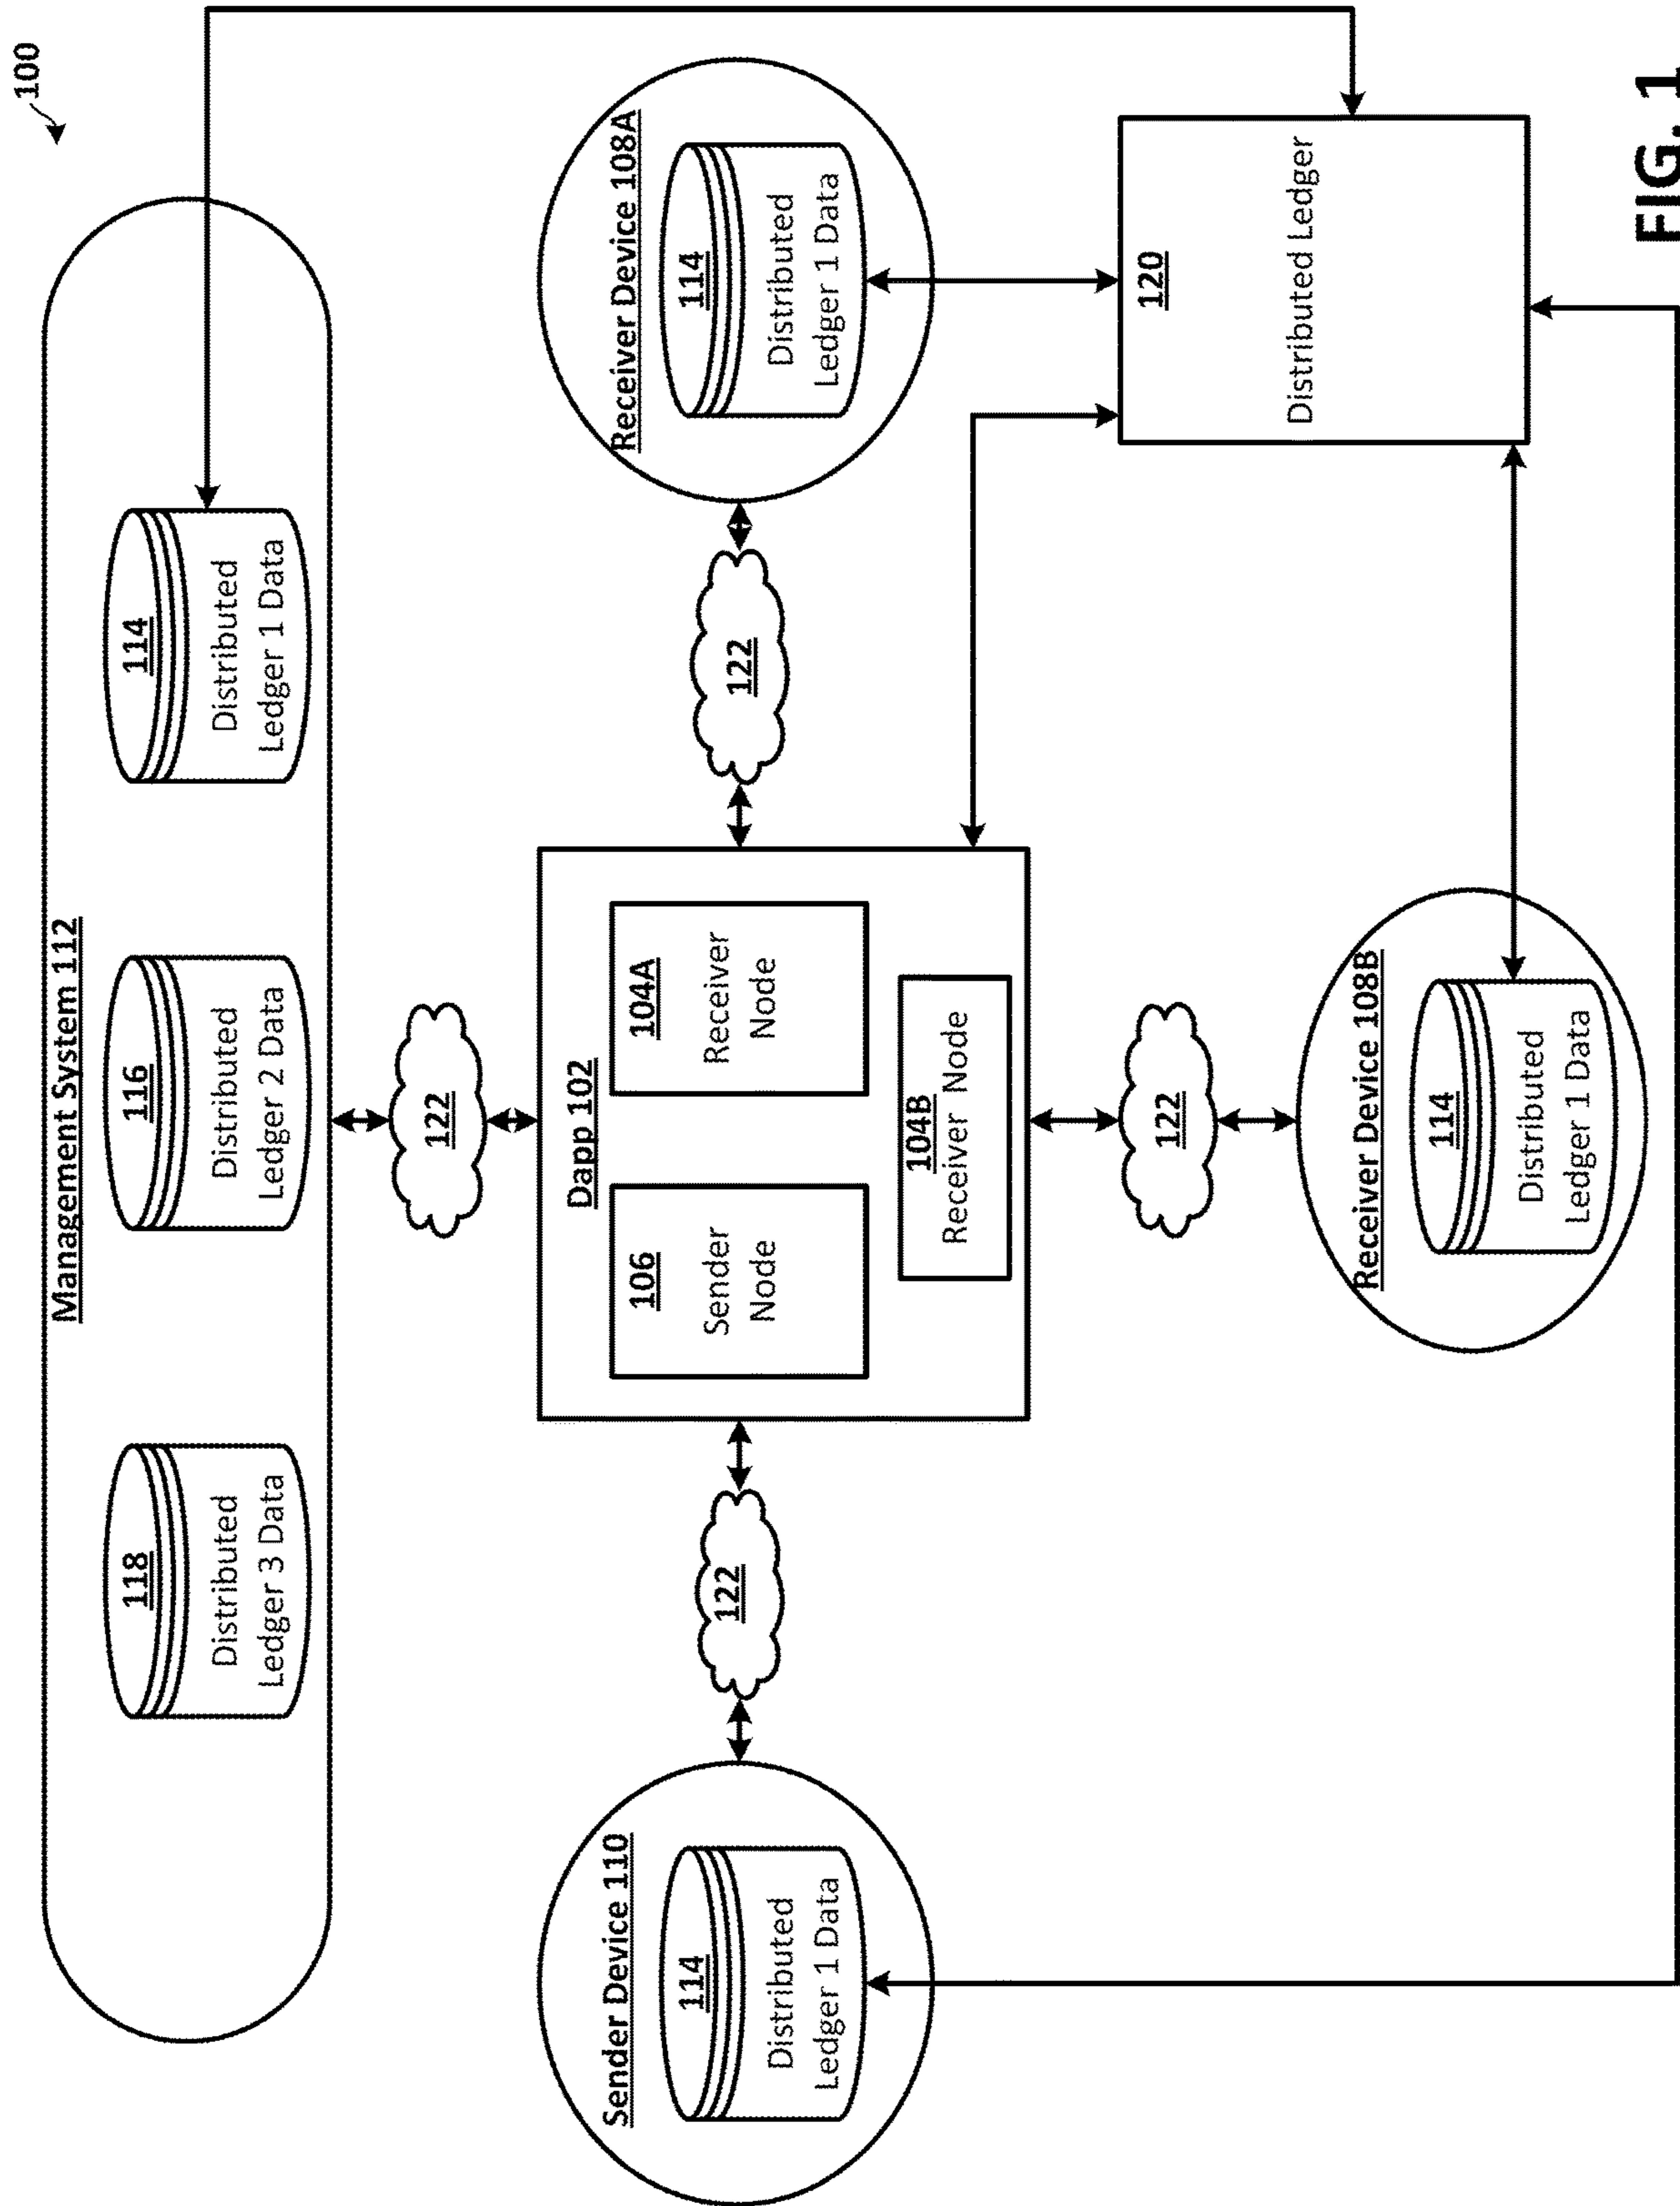 100
Management System 112
118
Distributed
Ledger 3 Data
116
Distributed
Ledger 2 Data
114
Distributed
Ledger 1 Data
122
Sender Device 110
114
Distributed
Ledger 1 Data
122
Dapp 102
106
Sender
Node
104A
Receiver
Node
104B
Receiver Node
122
Receiver Device 108A
114
Distributed
Ledger 1 Data
122
Receiver Device 108B
114
Distributed
Ledger 1 Data
120
Distributed Ledger
FIG. 1